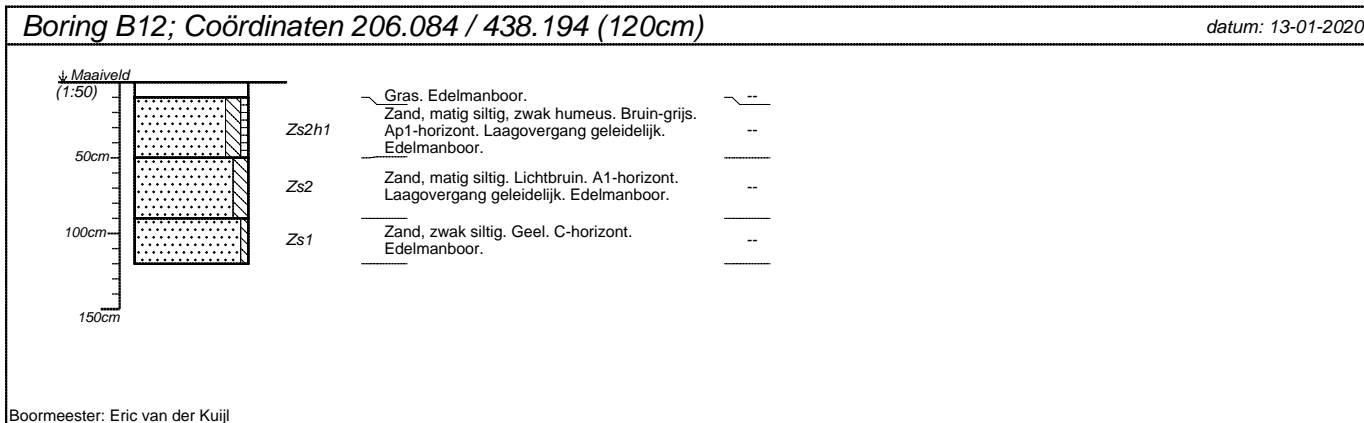 Boring B12; Coördinaten 206.084 / 438.194 (120cm)
datum: 13-01-2020
Maaiveld
(1:50)
Gras. Edelmanboor.
--
Zs2h1
Zand, matig siltig, zwak humeus. Bruin-grijs.
Ap1-horizont. Laagovergang geleidelijk.
Edelmanboor.
--
50cm
Zs2
Zand, matig siltig. Lichtbruin. A1-horizont.
Laagovergang geleidelijk. Edelmanboor.
--
100cm
Zs1
Zand, zwak siltig. Geel. C-horizont.
Edelmanboor.
--
150cm
Boormeester: Eric van der Kuijl